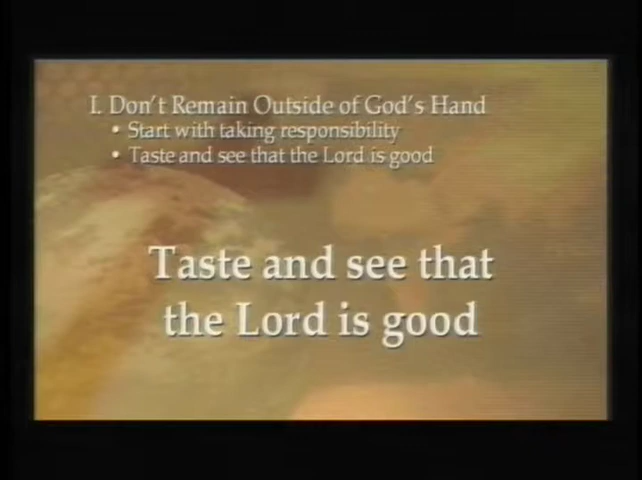 I. Don't Remain Outside of God's Hand
• Start with taking responsibility
• Taste and see that the Lord is good
Taste and see that
the Lord is good